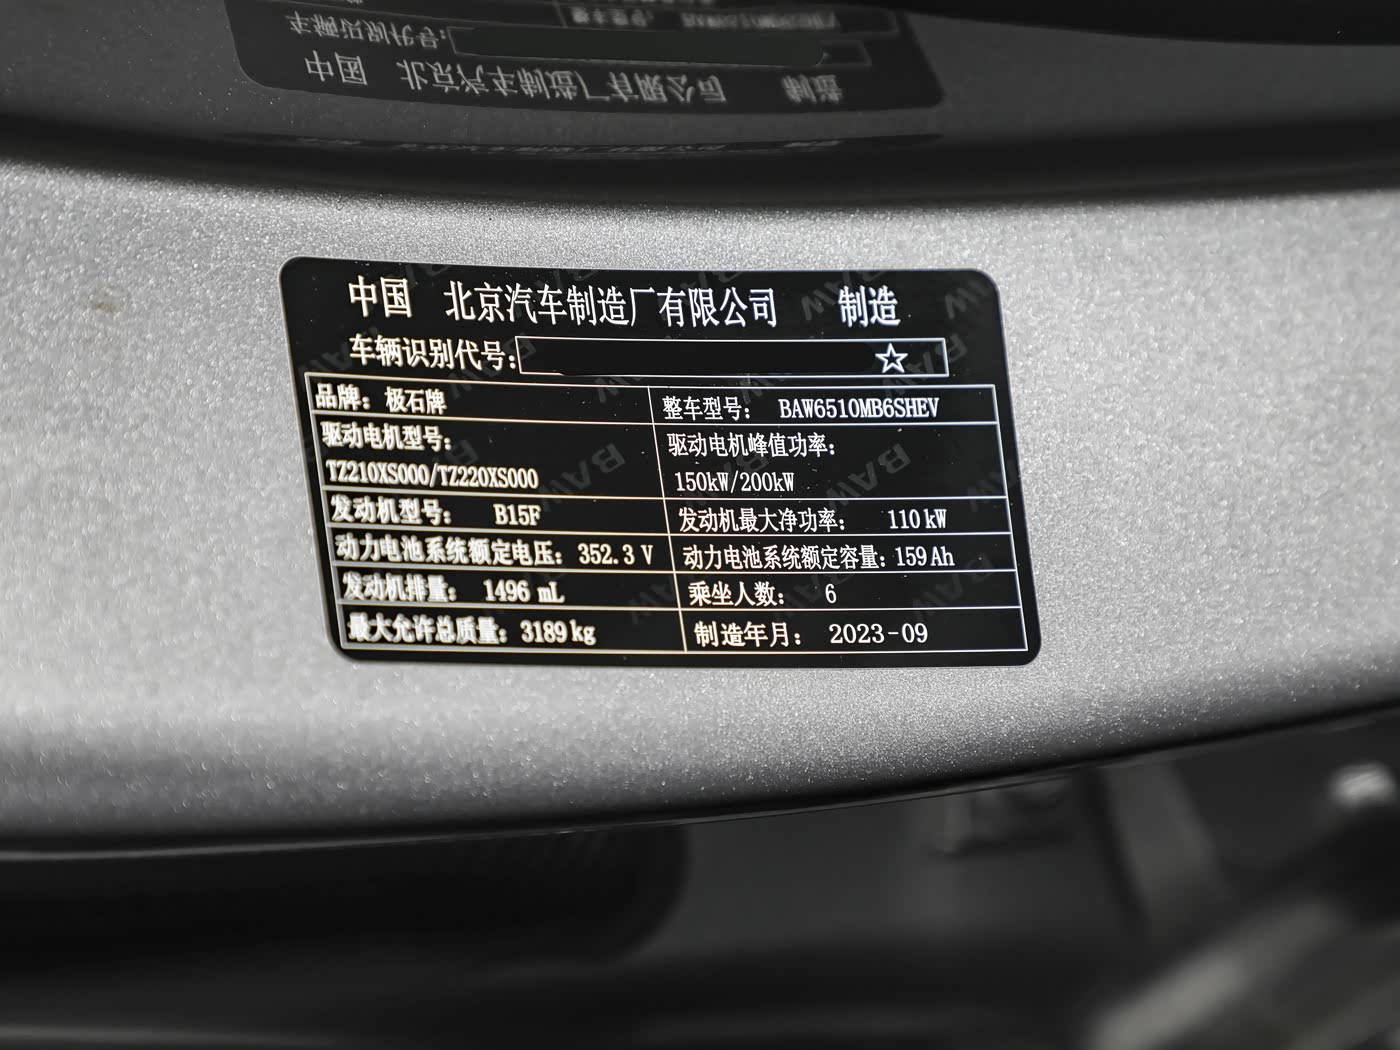 中国 北京汽车制造厂有限公司 制造
车辆识别代号: ☆
品牌: 极石牌 整车型号: BAW6510MB6SHEV
驱动电机型号: 驱动电机峰值功率:
TZ210XS000/TZ220XS000 150kW/200kW
发动机型号: B15F 发动机最大净功率: 110kW
动力电池系统额定电压: 352.3 V 动力电池系统额定容量: 159Ah
发动机排量: 1496 mL 乘坐人数: 6
最大允许总质量: 3189kg 制造年月: 2023-09